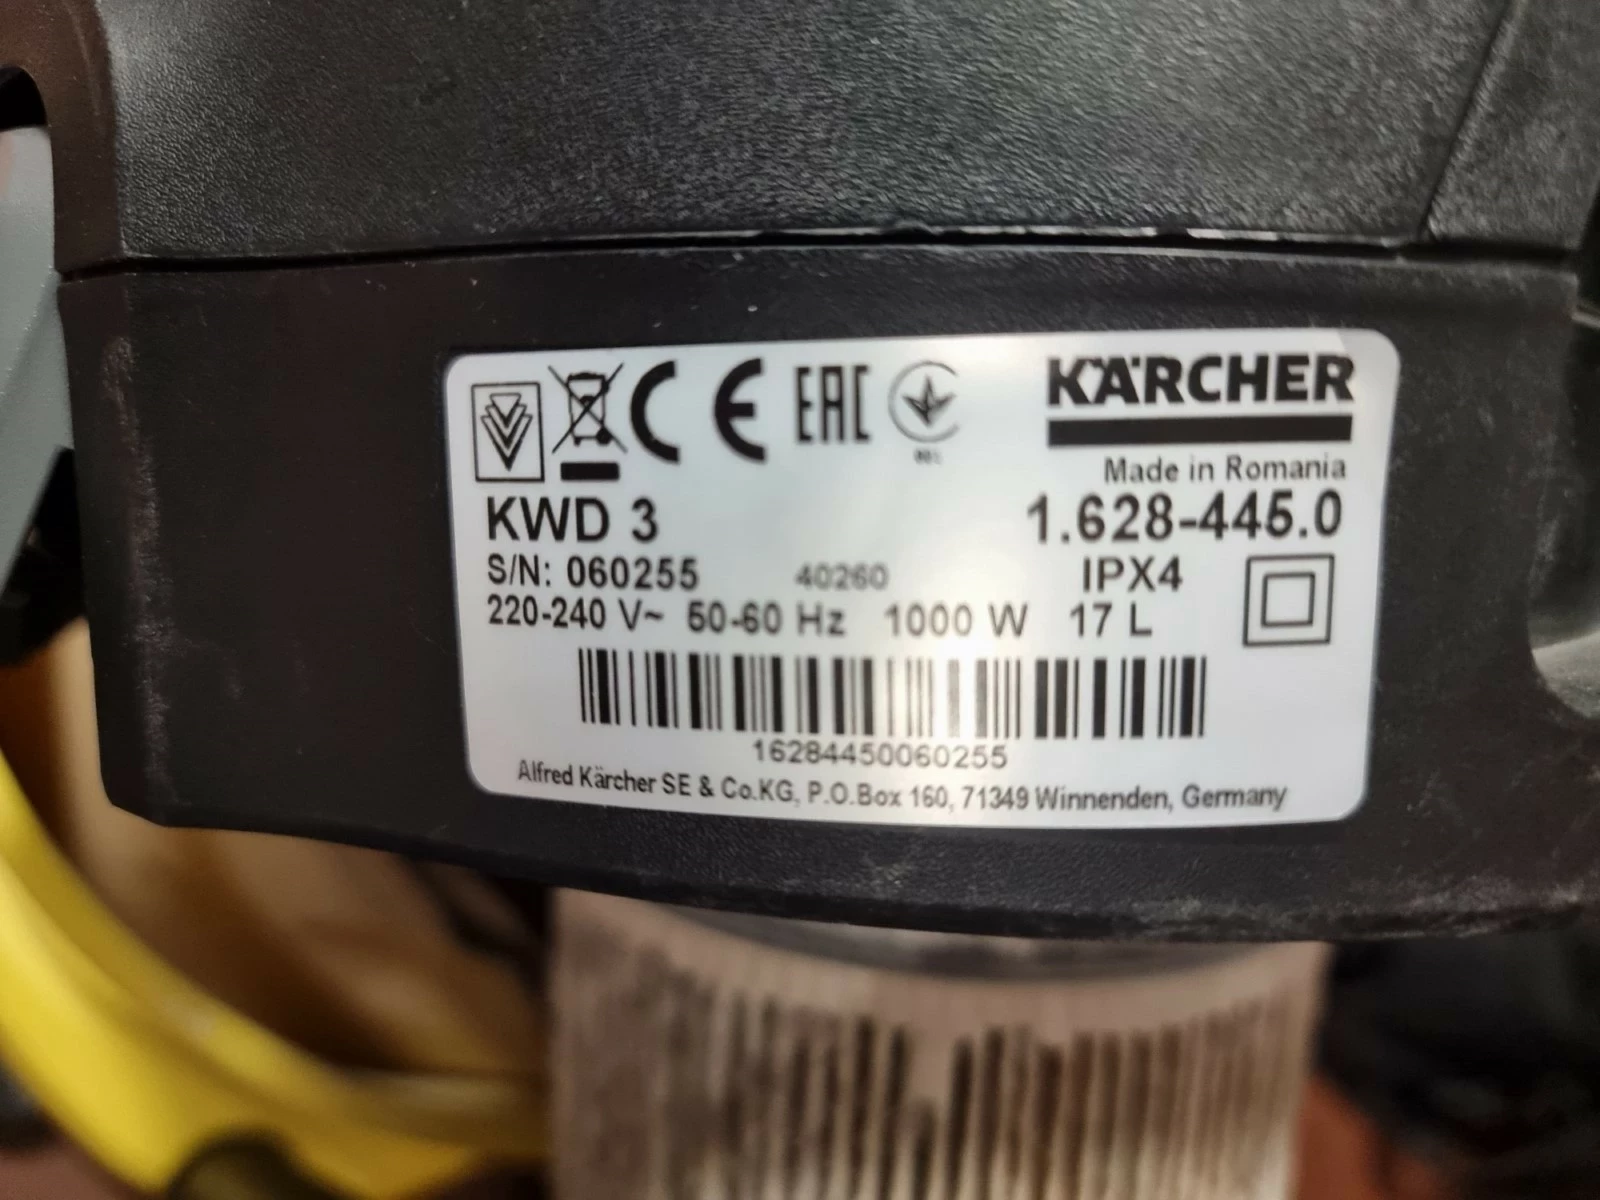 CE EAC
KÄRCHER
Made in Romania
KWD 3 1.628-445.0
S/N: 060255 40260 IPX4
220-240 V~ 50-60 Hz 1000 W 17 L
16284450060255
Alfred Kärcher SE & Co.KG, P.O.Box 160, 71349 Winnenden, Germany